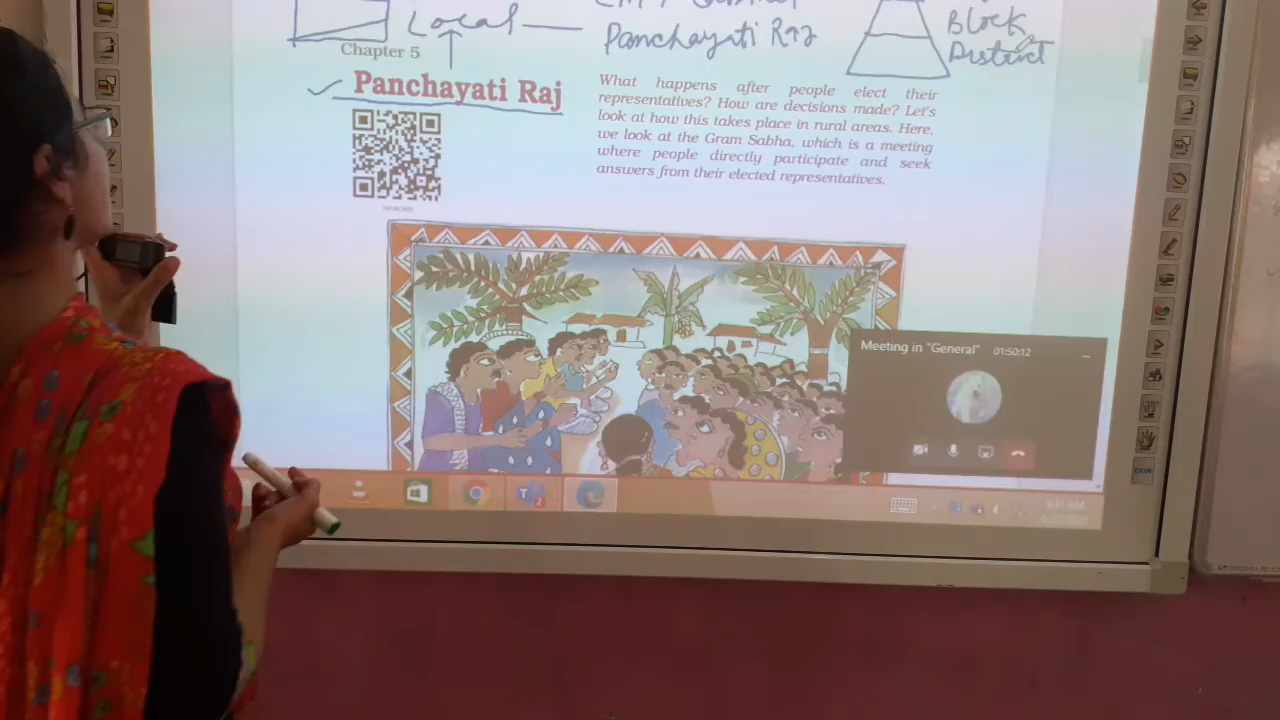 Local
Panchayati Raj
Block
District
Chapter 5
Panchayati Raj
What happens after people elect their
representatives? How are decisions made? Let's
look at how this takes place in rural areas. Here,
we look at the Gram Sabha, which is a meeting
where people directly participate and seek
answers from their elected representatives.
Meeting in "General" 01:50:12